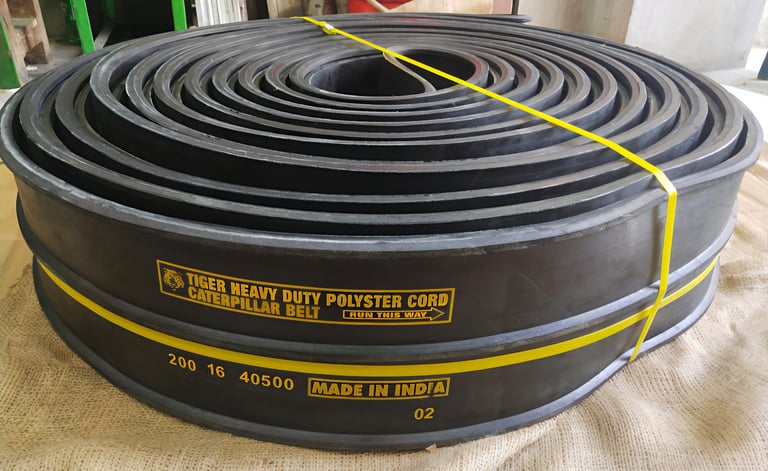 TIGER HEAVY DUTY POLYSTER CORD
CATERPILLAR BELT RUN THIS WAY
200 16 40500 MADE IN INDIA
02